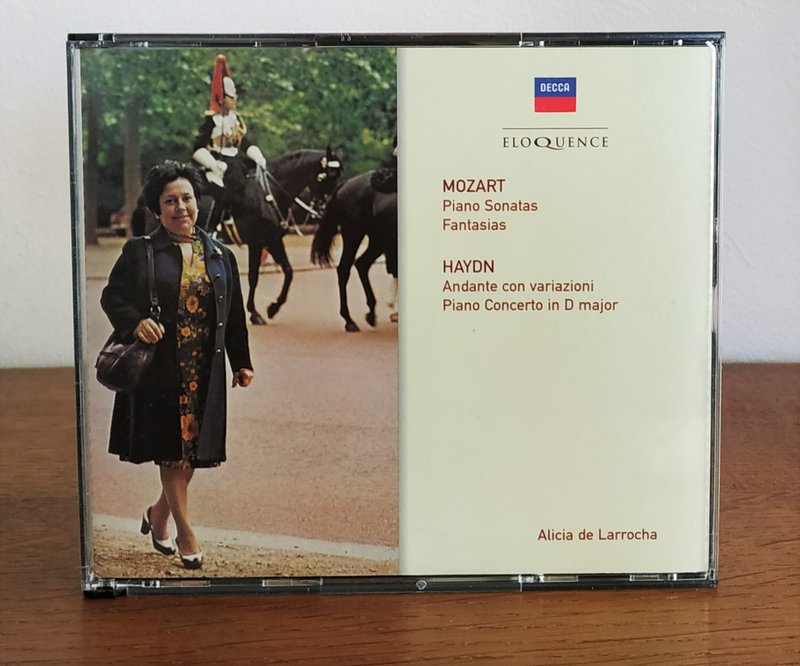 DECCA
ELOQUENCE
MOZART
Piano Sonatas
Fantasias
HAYDN
Andante con variazioni
Piano Concerto in D major
Alicia de Larrocha